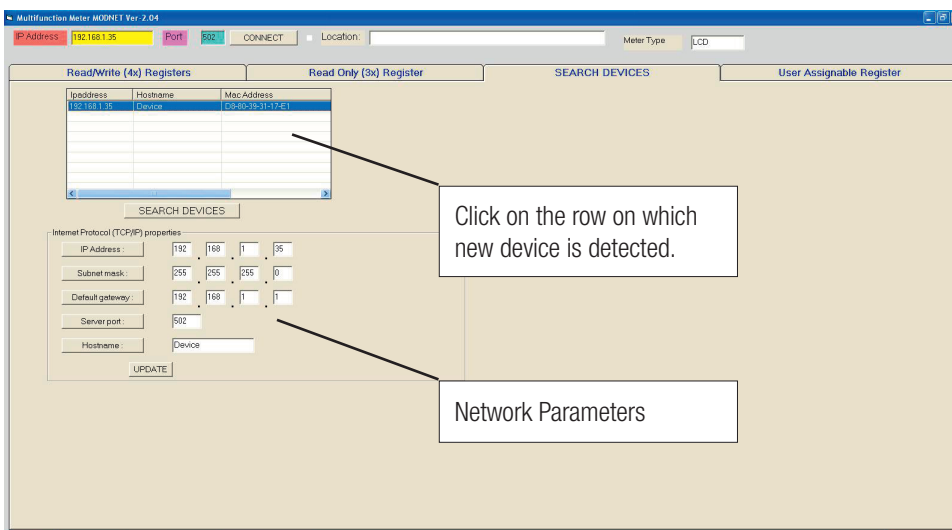 Multifunction Meter MODNET Ver-2.04
IP Address : 192.168.1.35 Port 502 CONNECT Location: Meter Type LCD
Read/Write (4x) Registers Read Only (3x) Register SEARCH DEVICES User Assignable Register
Ipaddress Hostname Mac Address
192.168.1.35 Device D8-80-39-31-17-E1
SEARCH DEVICES
Click on the row on which
new device is detected.
Internet Protocol (TCP/IP) properties
IP Address : 192 . 168 . 1 . 35
Subnet mask : 255 . 255 . 255 . 0
Default gateway : 192 . 168 . 1 . 1
Server port : 502
Hostname : Device
UPDATE
Network Parameters